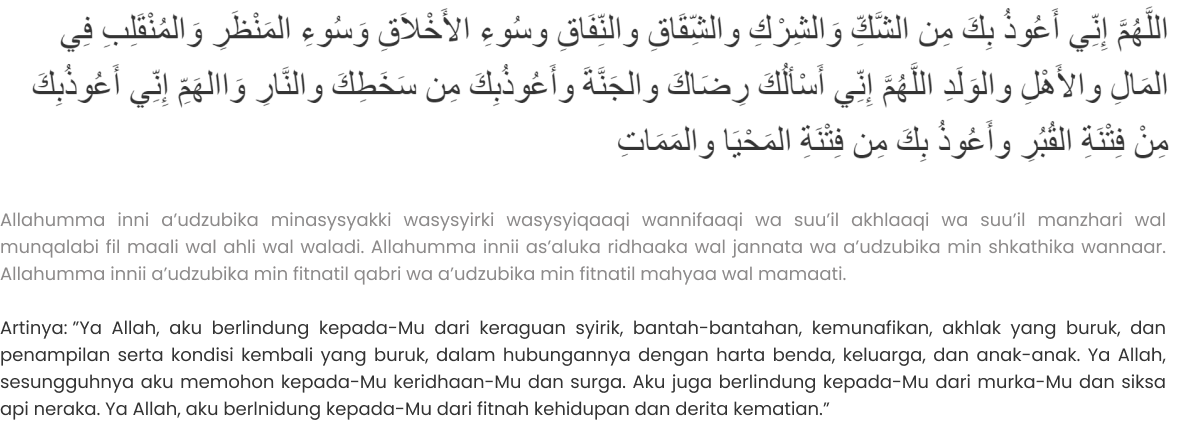 اللَّهُمَّ إِنِّي أَعُوذُ بِكَ مِن الشَّكِّ وَالشِرْكِ والشِّقَاقِ والنِّفَاقِ وسُوءِ الأَخْلاَقِ وَسُوءِ المَنْظَرِ وَالمُنْقَلِبِ فِي
المَالِ والأَهْلِ والوَلَدِ اللَّهُمَّ إِنِّي أَسْأَلُكَ رِضَاكَ والجَنَّةَ وأَعُوذُبِكَ مِن سَخَطِكَ والنَّارِ وَاالهَمِّ إِنِّي أَعُوذُبِكَ
مِنْ فِتْنَةِ القُبُرِ وأَعُوذُ بِكَ مِن فِتْنَةِ المَحْيَا والمَمَاتِ
Allahumma inni a’udzubika minasysyakki wasysyirki wasysyiqaaqi wannifaaqi wa suu’il akhlaaqi wa suu’il manzhari wal
munqalabi fil maali wal ahli wal waladi. Allahumma innii as’aluka ridhaaka wal jannata wa a’udzubika min shkathika wannaar.
Allahumma innii a’udzubika min fitnatil qabri wa a’udzubika min fitnatil mahyaa wal mamaati.
Artinya: ”Ya Allah, aku berlindung kepada-Mu dari keraguan syirik, bantah-bantahan, kemunafikan, akhlak yang buruk, dan
penampilan serta kondisi kembali yang buruk, dalam hubungannya dengan harta benda, keluarga, dan anak-anak. Ya Allah,
sesungguhnya aku memohon kepada-Mu keridhaan-Mu dan surga. Aku juga berlindung kepada-Mu dari murka-Mu dan siksa
api neraka. Ya Allah, aku berlnidung kepada-Mu dari fitnah kehidupan dan derita kematian.”